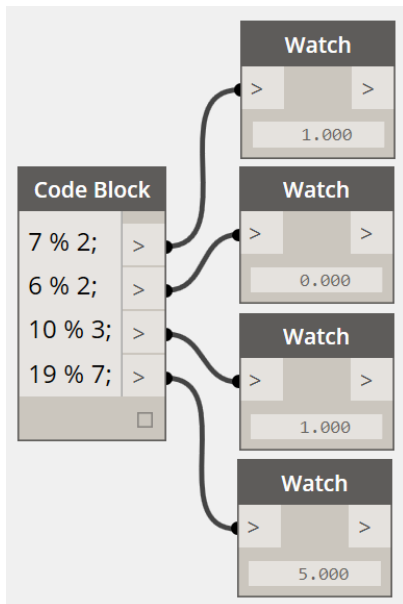 Watch
> >
1.000
Code Block
7 % 2; >
6 % 2; >
10 % 3; >
19 % 7; >
Watch
> >
0.000
Watch
> >
1.000
Watch
> >
5.000